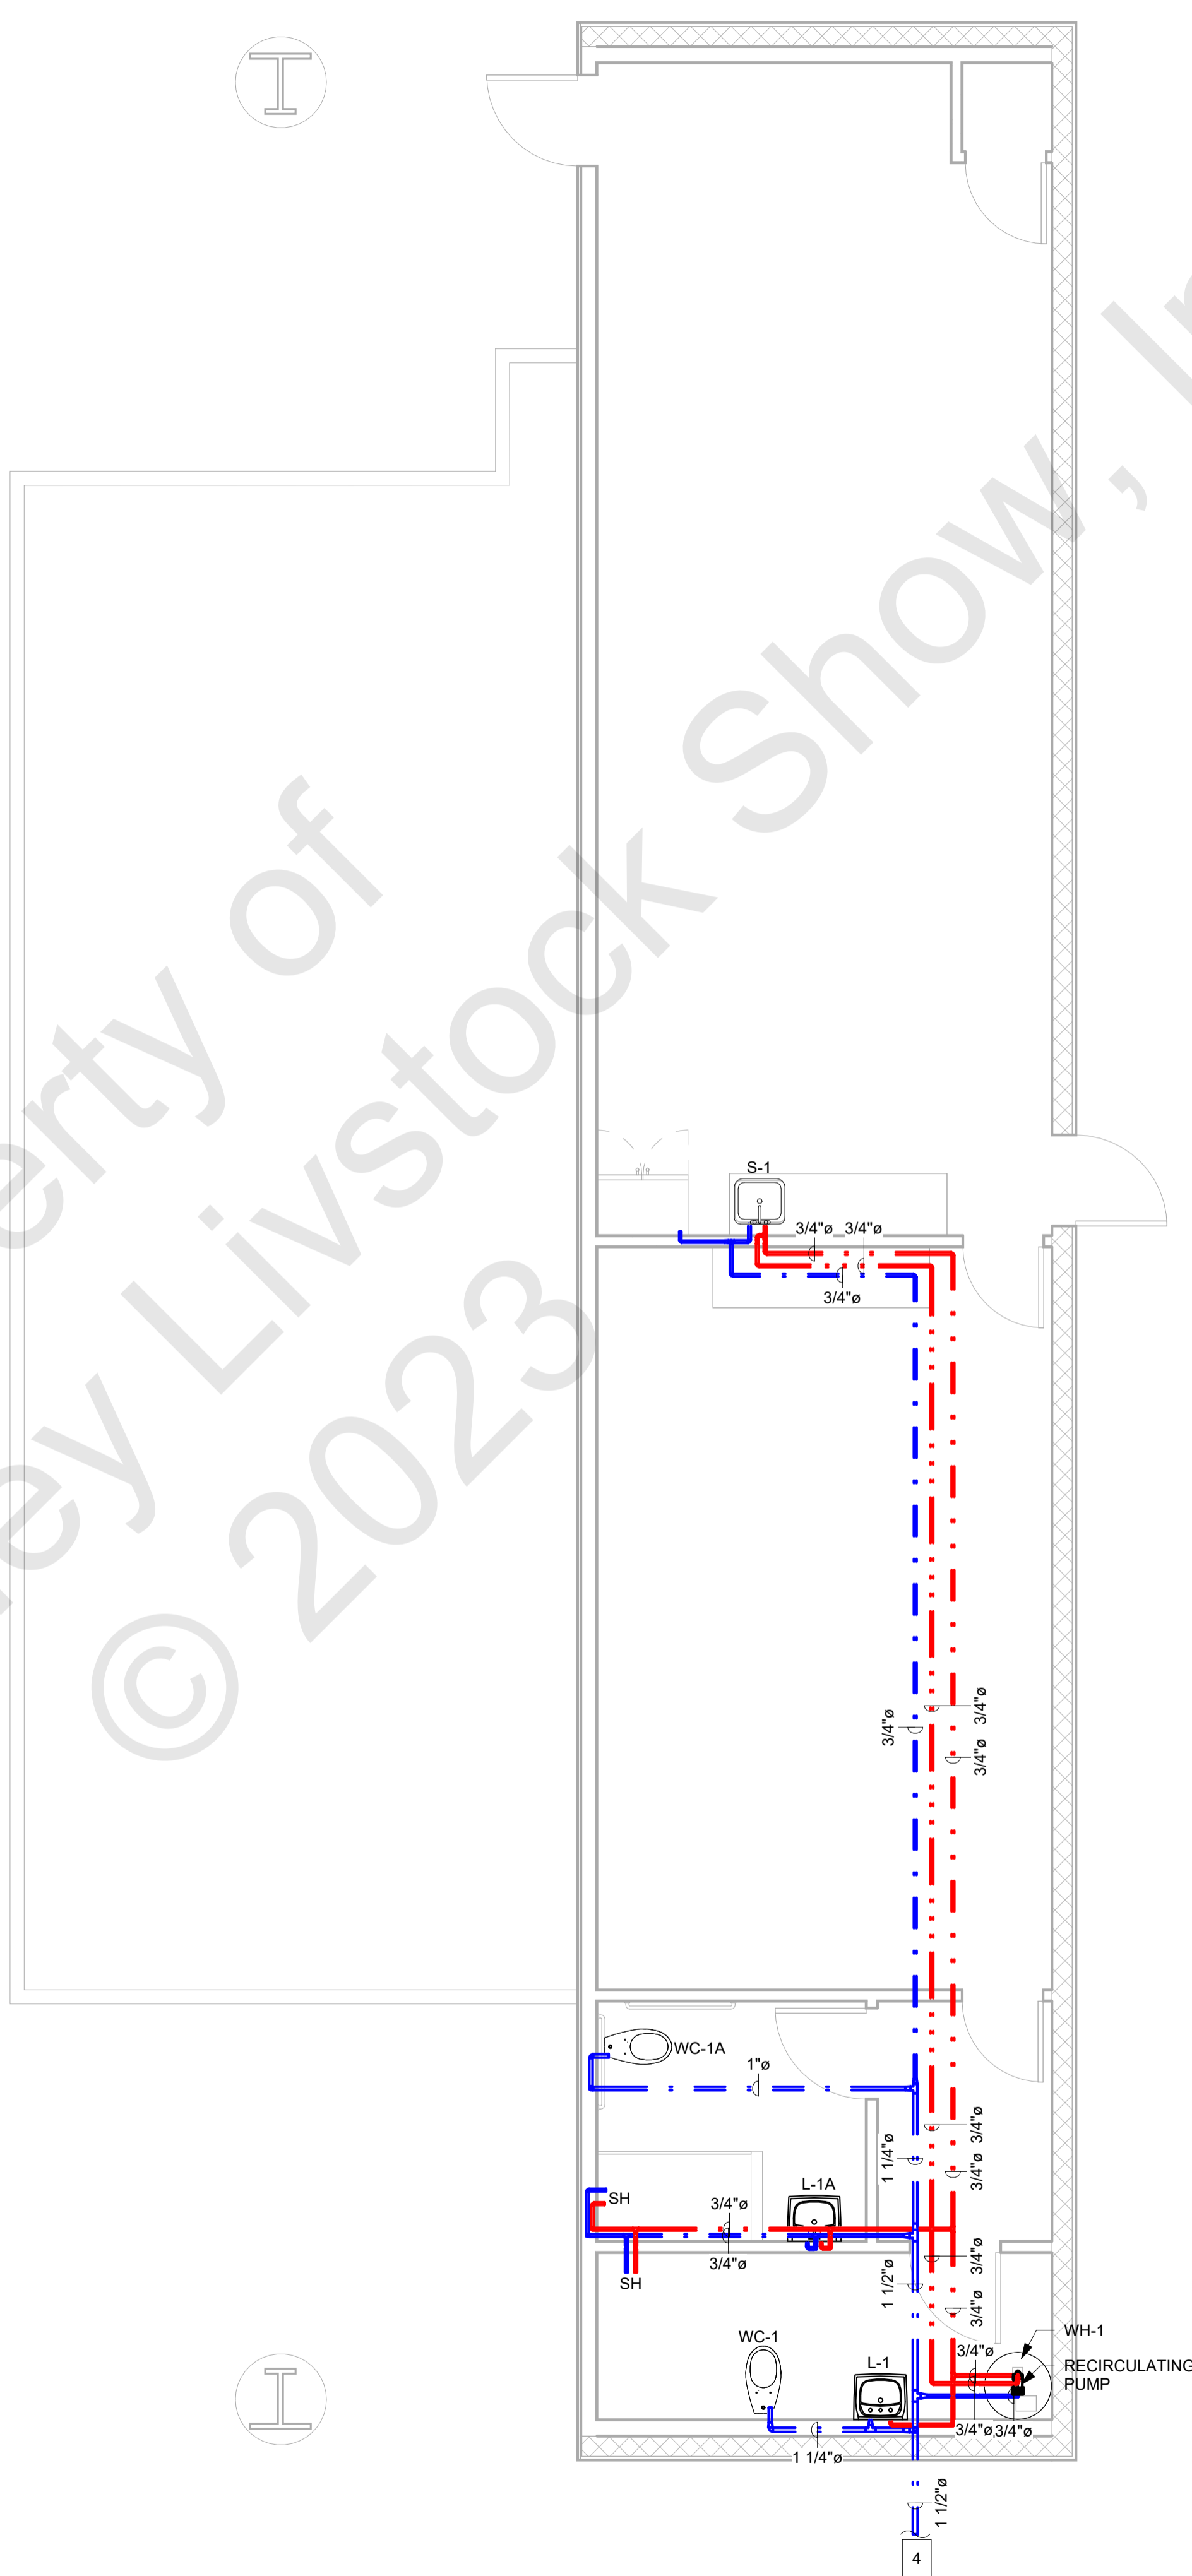 S-1
3/4"ø 3/4"ø
3/4"ø
3/4"ø
3/4"ø
3/4"ø
WC-1A
1"ø
3/4"ø
1 1/4"ø
3/4"ø
L-1A
SH
3/4"ø
3/4"ø
3/4"ø
SH
1 1/2"ø
3/4"ø
WH-1
WC-1
3/4"ø
L-1
RECIRCULATING
PUMP
3/4"ø 3/4"ø
1 1/4"ø
1 1/2"ø
4
erty of
ey Livstock Show, In
© 2023